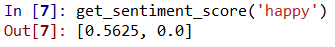 In [7]: get_sentiment_score('happy')
Out[7]: [0.5625, 0.0]